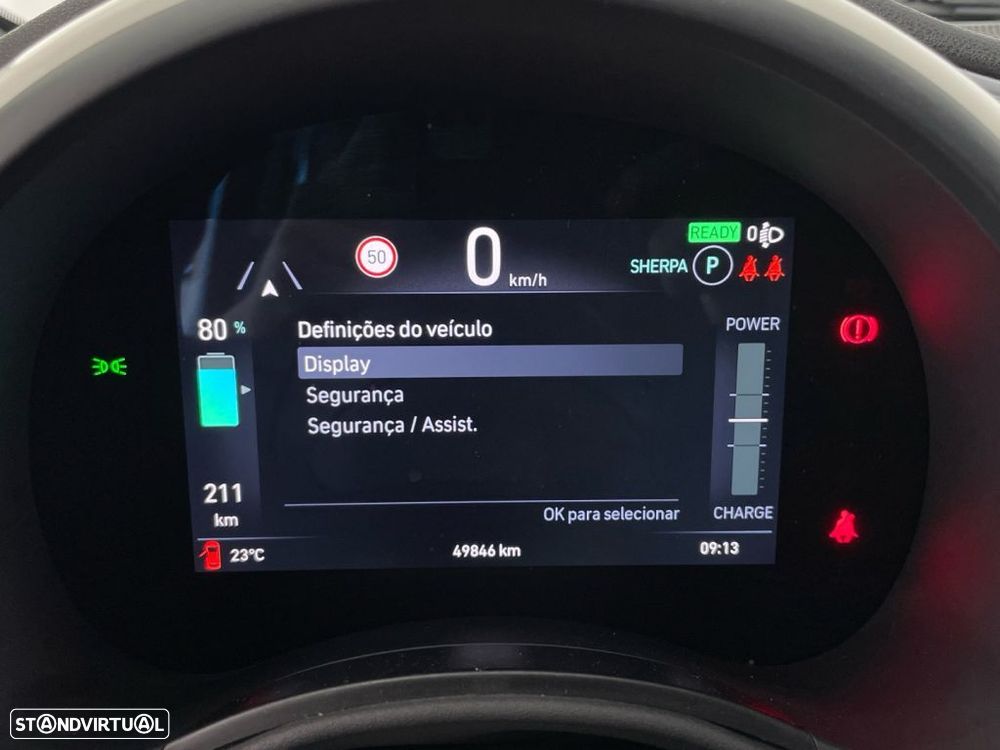 50
0 km/h
READY 0
SHERPA P
80 %
Definições do veículo
POWER
Display
Segurança
Segurança / Assist.
211
km
OK para selecionar
CHARGE
23°C
49846 km
09:13
STANDVIRTUAL